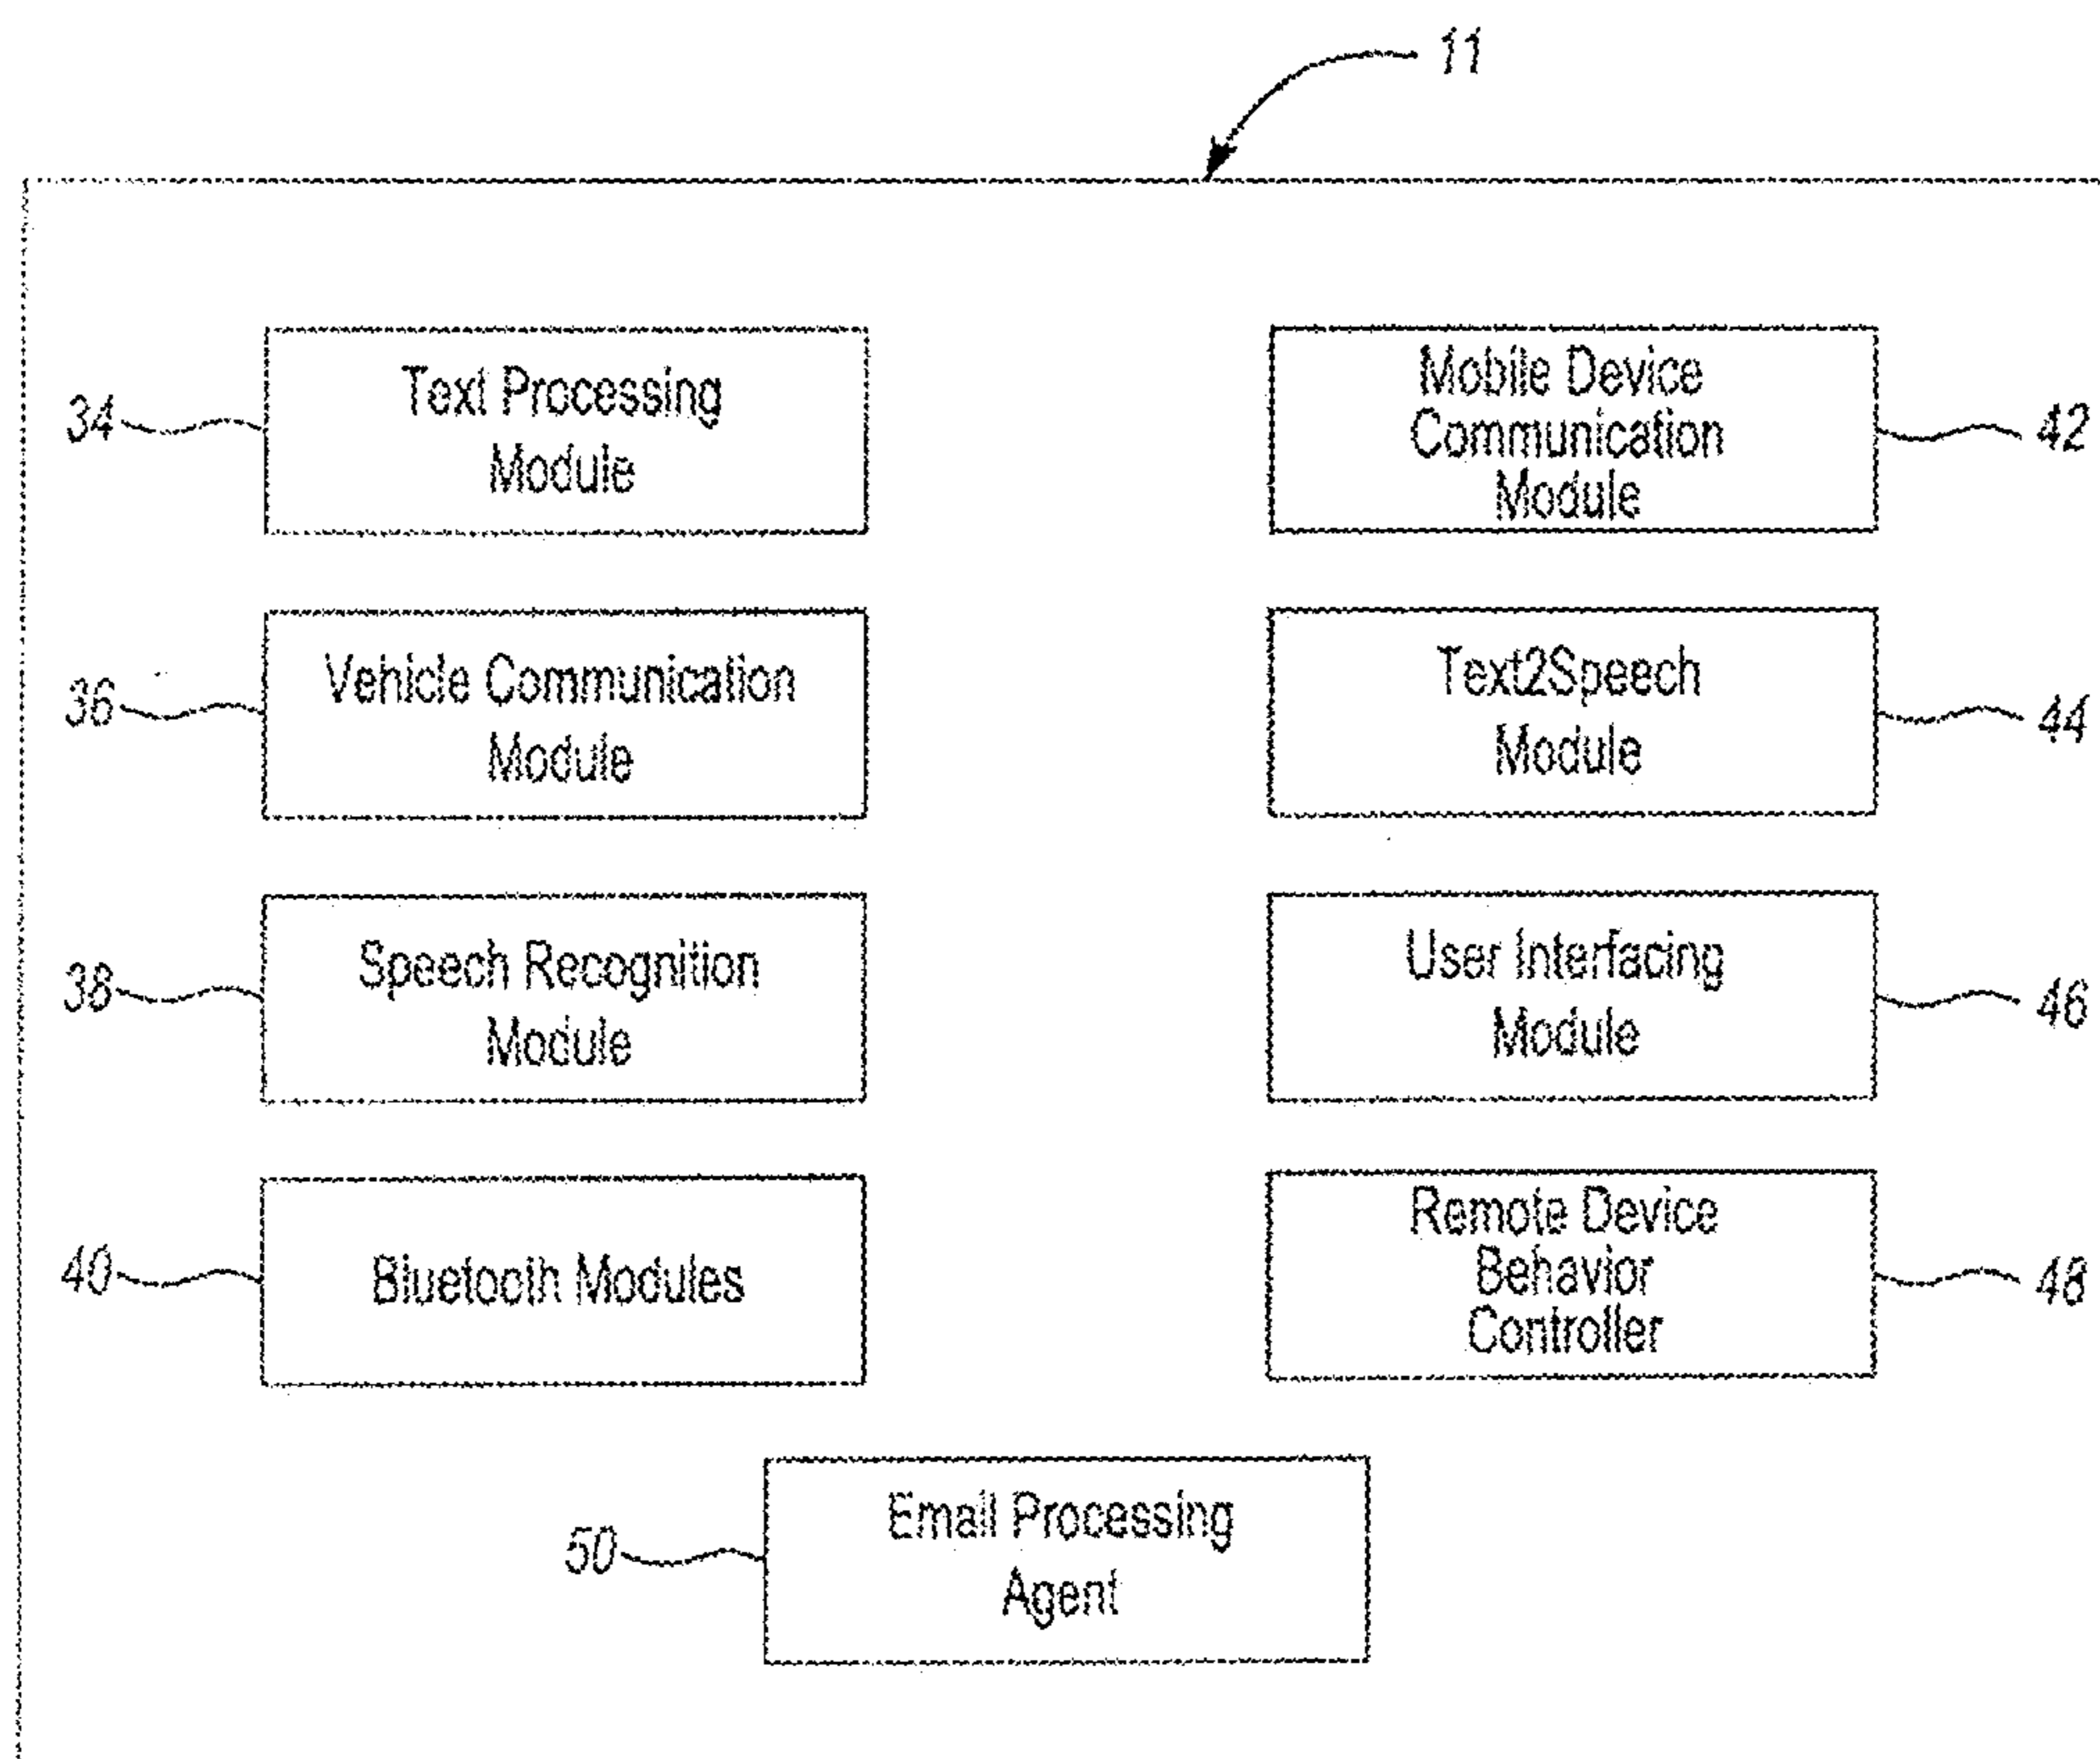 11
34
Text Processing
Module
Mobile Device
Communication
Module
42
36
Vehicle Communication
Module
Text2Speech
Module
44
38
Speech Recognition
Module
User Interfacing
Module
46
40
Bluetooth Modules
Remote Device
Behavior
Controller
48
50
Email Processing
Agent